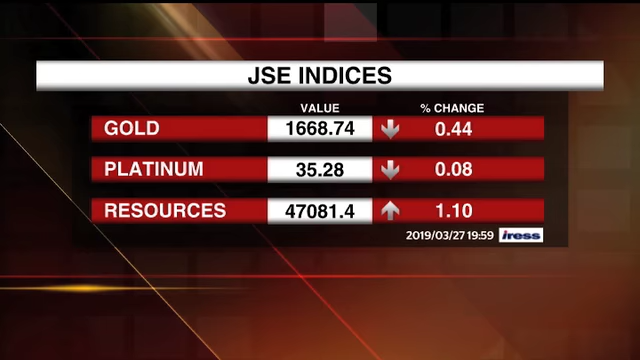 JSE INDICES
VALUE % CHANGE
GOLD 1668.74 0.44
PLATINUM 35.28 0.08
RESOURCES 47081.4 1.10
2019/03/27 19:59 iress